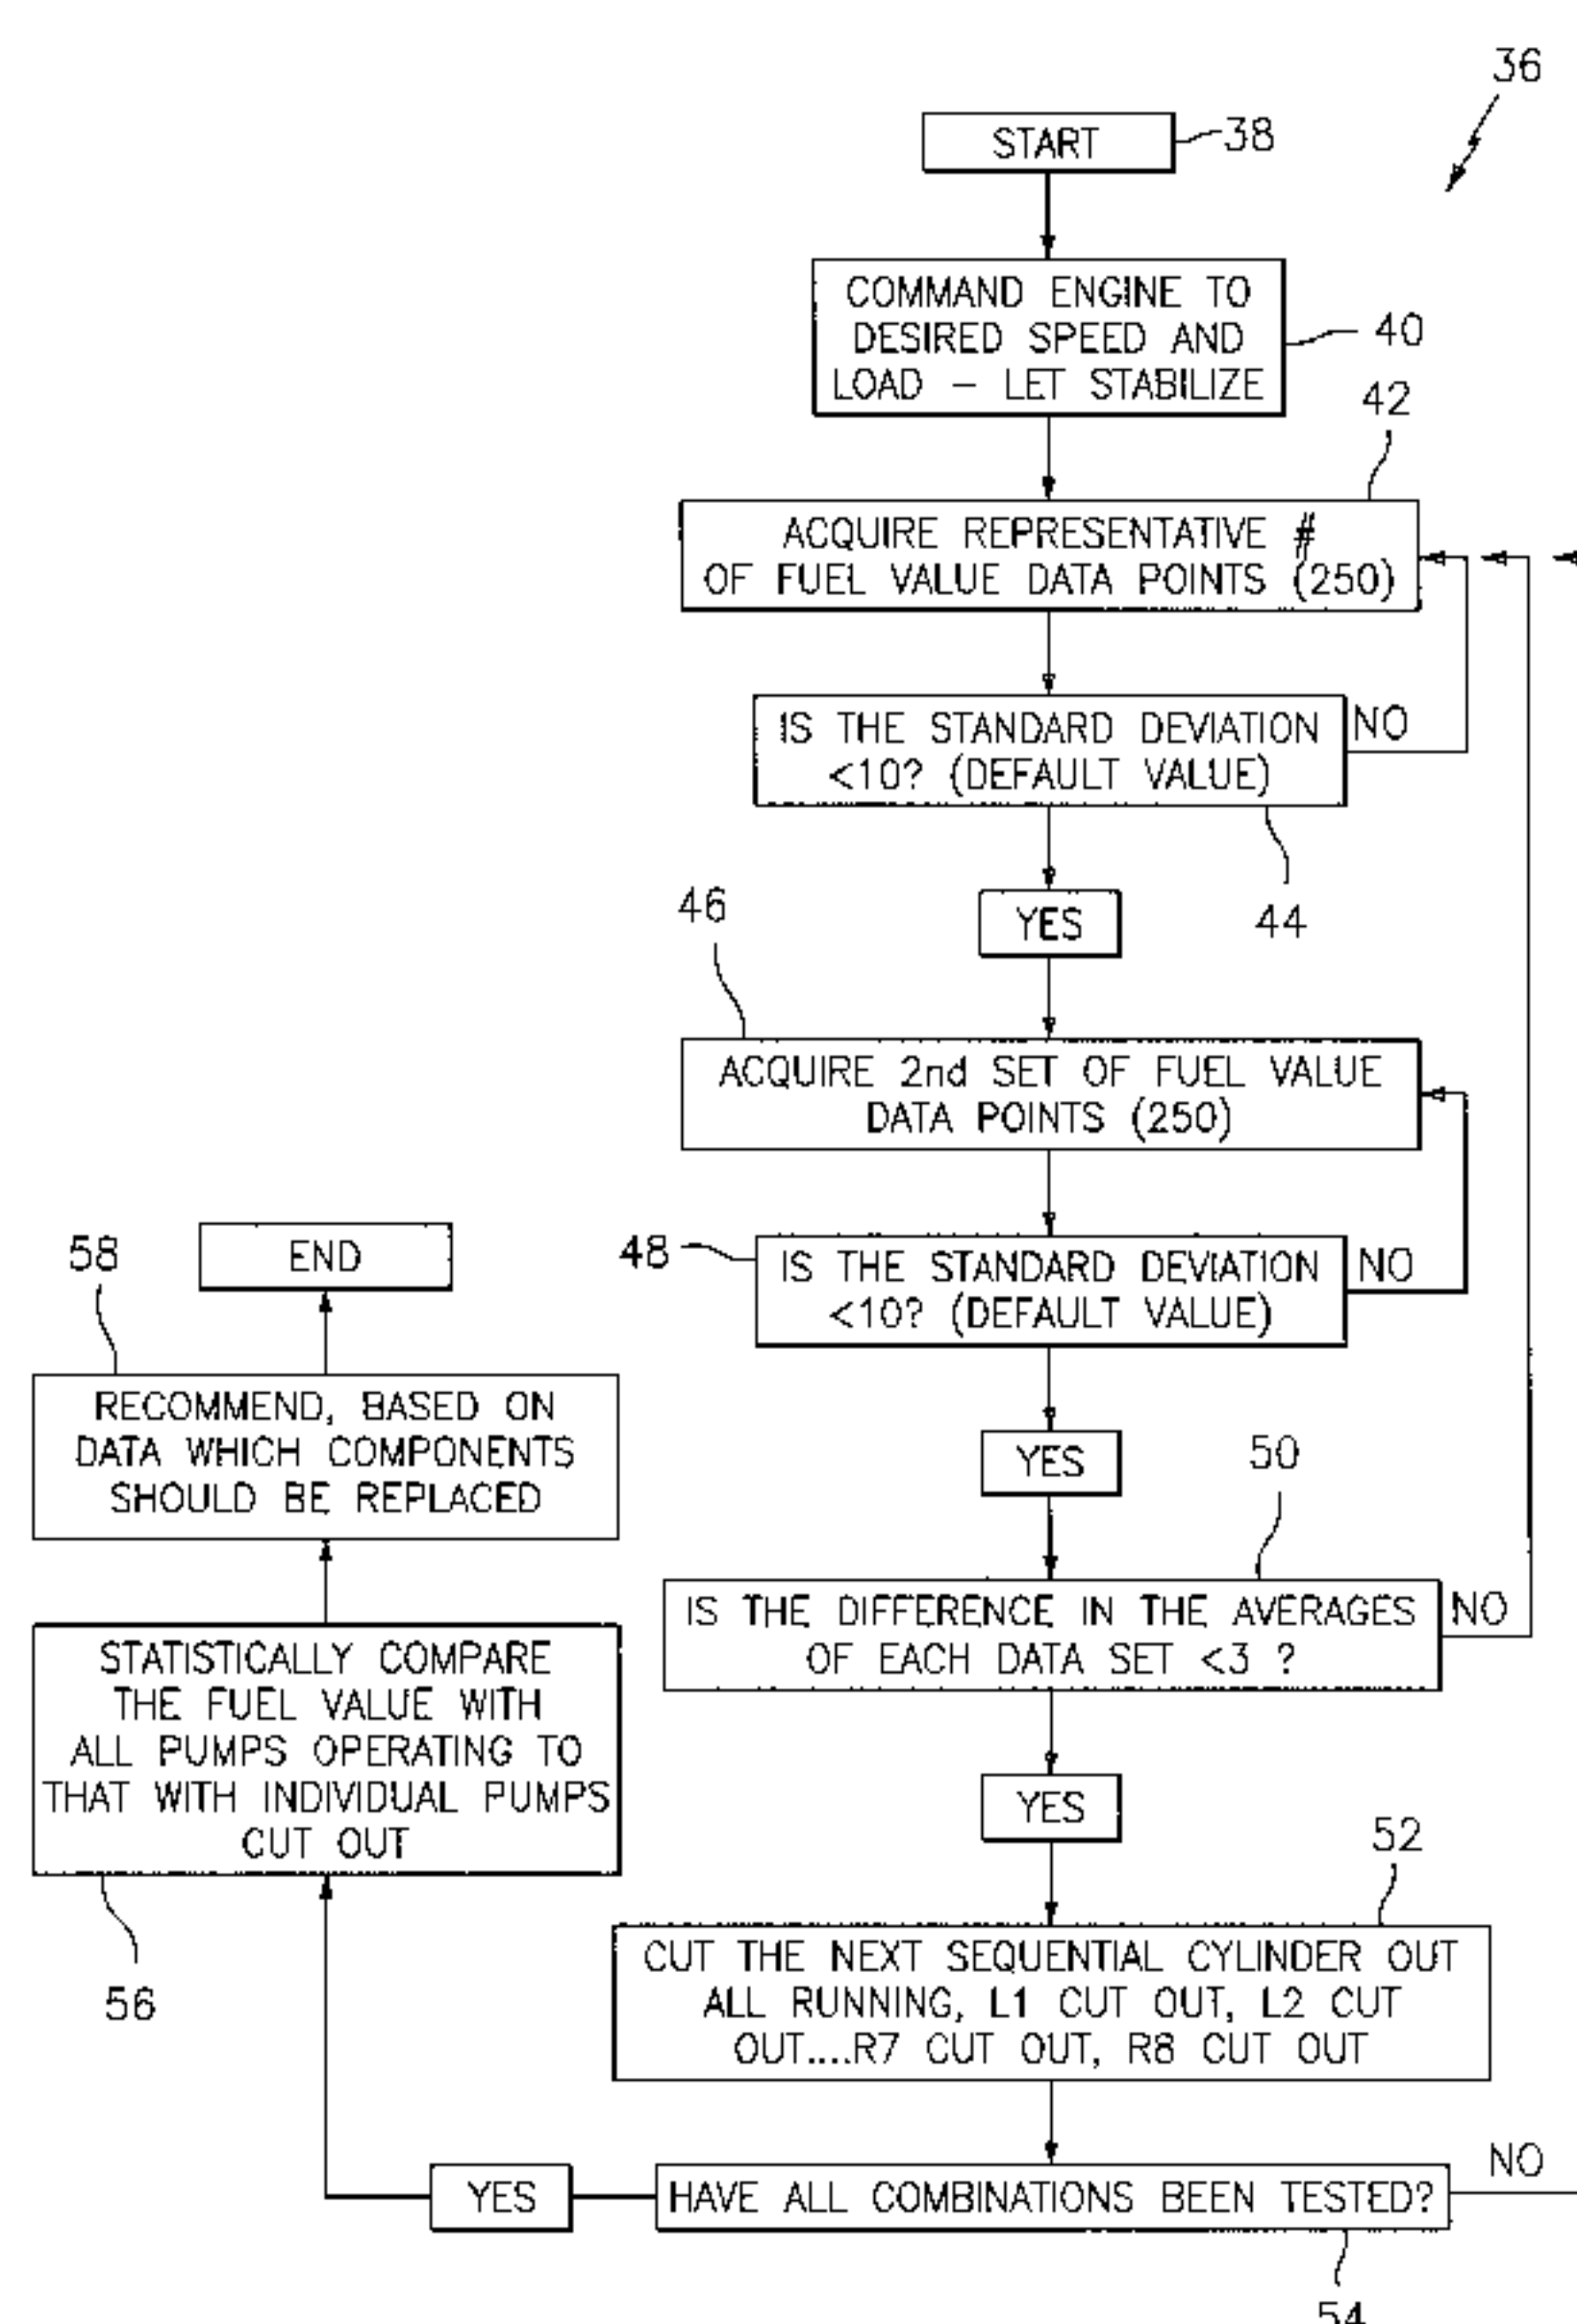 36
START
38
COMMAND ENGINE TO
DESIRED SPEED AND
LOAD – LET STABILIZE
40
42
ACQUIRE REPRESENTATIVE #
OF FUEL VALUE DATA POINTS (250)
IS THE STANDARD DEVIATION
<10? (DEFAULT VALUE)
NO
44
YES
46
ACQUIRE 2nd SET OF FUEL VALUE
DATA POINTS (250)
48
IS THE STANDARD DEVIATION
<10? (DEFAULT VALUE)
NO
YES
50
IS THE DIFFERENCE IN THE AVERAGES
OF EACH DATA SET <3 ?
NO
YES
52
CUT THE NEXT SEQUENTIAL CYLINDER OUT
ALL RUNNING, L1 CUT OUT, L2 CUT
OUT....R7 CUT OUT, R8 CUT OUT
HAVE ALL COMBINATIONS BEEN TESTED?
NO
54
YES
STATISTICALLY COMPARE
THE FUEL VALUE WITH
ALL PUMPS OPERATING TO
THAT WITH INDIVIDUAL PUMPS
CUT OUT
56
RECOMMEND, BASED ON
DATA WHICH COMPONENTS
SHOULD BE REPLACED
58
END